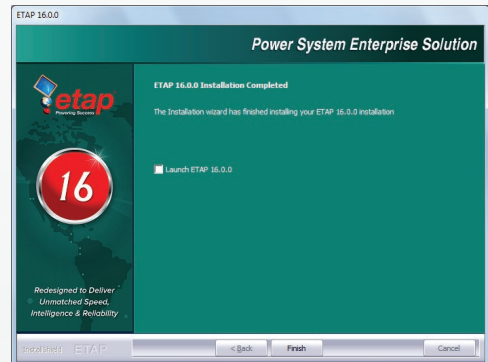 ETAP 16.0.0
Power System Enterprise Solution
etap
Powering Success
16
Redesigned to Deliver
Unmatched Speed,
Intelligence & Reliability
ETAP 16.0.0 Installation Completed
The Installation wizard has finished installing your ETAP 16.0.0 installation
Launch ETAP 16.0.0
InstallShield ETAP
< Back
Finish
Cancel